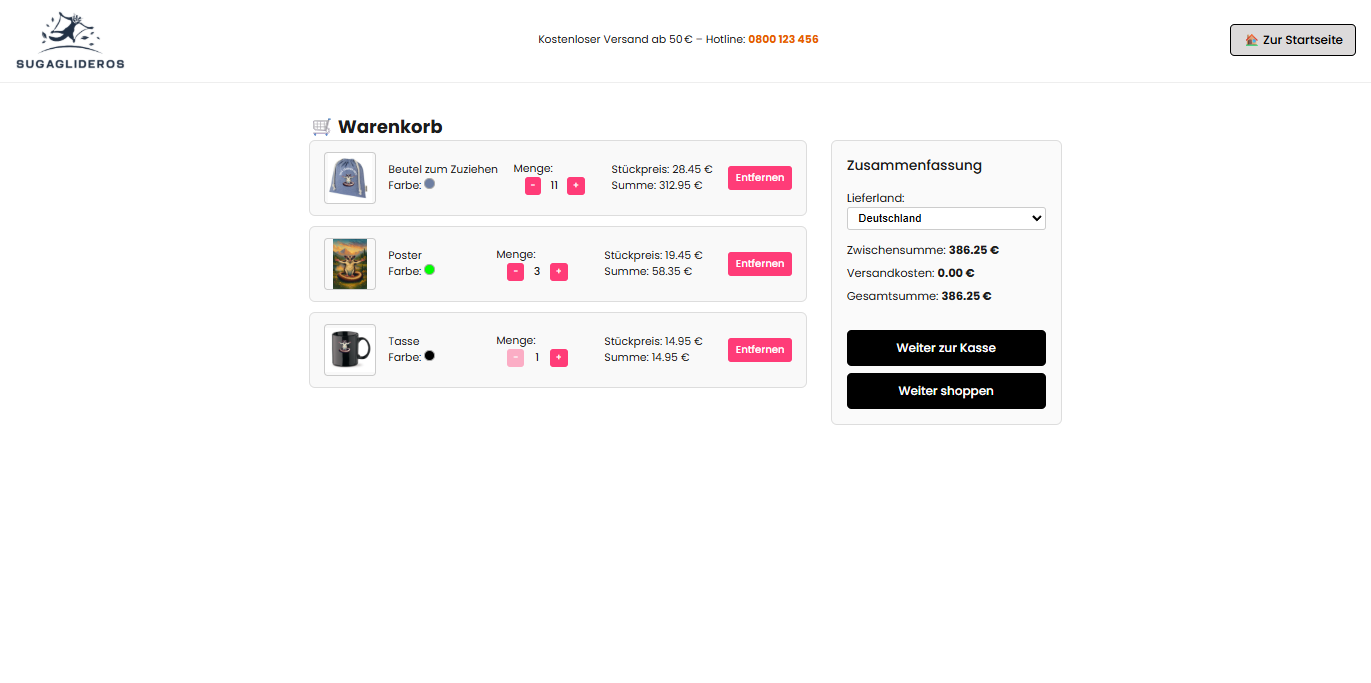 SUGAGLIDEROS
Kostenloser Versand ab 50 € – Hotline: 0800 123 456
Zur Startseite
Warenkorb
Beutel zum Zuziehen
Farbe:
Menge:
- 11 +
Stückpreis: 28.45 €
Summe: 312.95 €
Entfernen
Poster
Farbe:
Menge:
- 3 +
Stückpreis: 19.45 €
Summe: 58.35 €
Entfernen
Tasse
Farbe:
Menge:
- 1 +
Stückpreis: 14.95 €
Summe: 14.95 €
Entfernen
Zusammenfassung
Lieferland:
Deutschland
Zwischensumme: 386.25 €
Versandkosten: 0.00 €
Gesamtsumme: 386.25 €
Weiter zur Kasse
Weiter shoppen